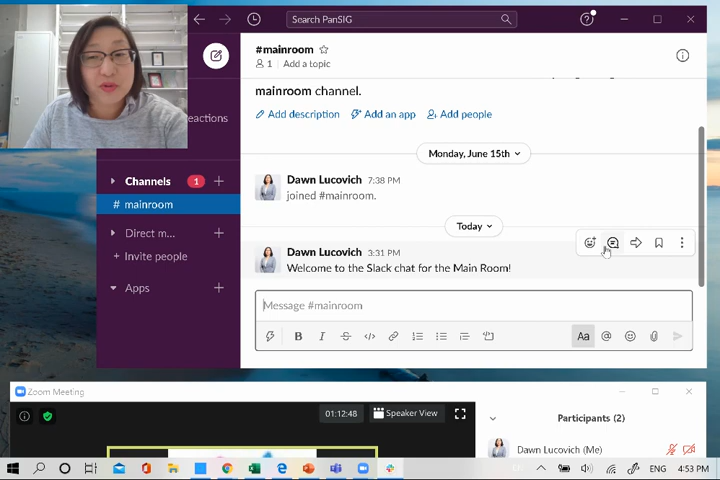 Search PanSIG
#mainroom
1 Add a topic
mainroom channel.
Add description Add an app Add people
eactions
Monday, June 15th
Channels 1
# mainroom
Direct m...
Invite people
Apps
Dawn Lucovich 7:38 PM
joined #mainroom.
Today
Dawn Lucovich 3:31 PM
Welcome to the Slack chat for the Main Room!
Message #mainroom
B I S </> Aa @
Zoom Meeting
01:12:48 Speaker View
Participants (2)
Dawn Lucovich (Me)
ENG 4:53 PM